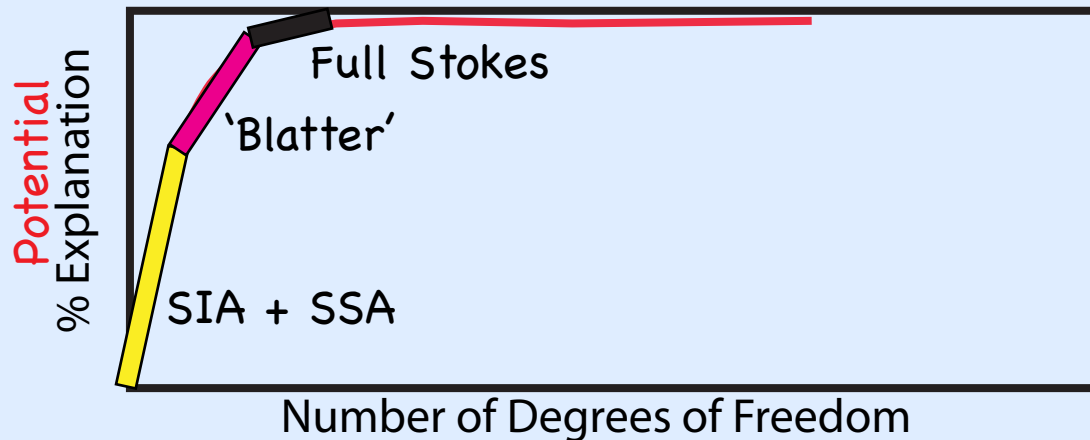 Potential
% Explanation
Full Stokes
‘Blatter’
SIA + SSA
Number of Degrees of Freedom